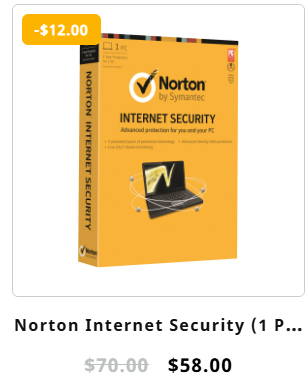 -$12.00
1 PC
Norton
by Symantec
INTERNET SECURITY
Advanced protection for you and your PC
NORTON INTERNET SECURITY
Norton
Norton Internet Security (1 P...
$70.00 $58.00